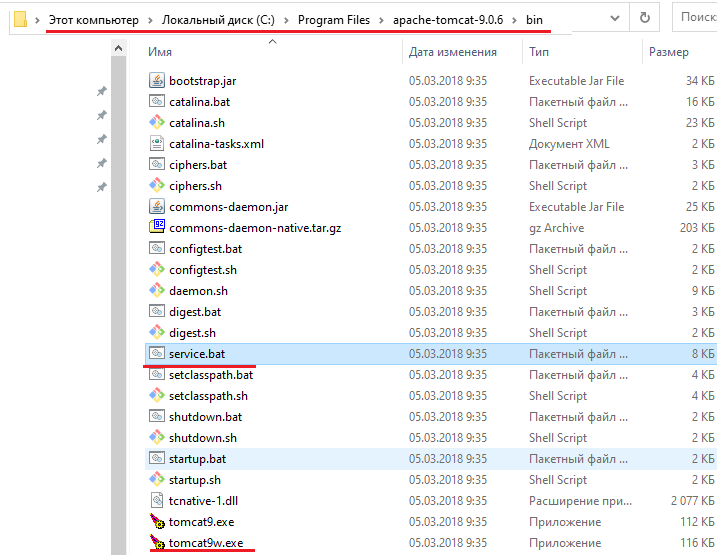 Этот компьютер > Локальный диск (C:) > Program Files > apache-tomcat-9.0.6 > bin
Поиск
Имя Дата изменения Тип Размер
bootstrap.jar 05.03.2018 9:35 Executable Jar File 34 КБ
catalina.bat 05.03.2018 9:35 Пакетный файл ... 16 КБ
catalina.sh 05.03.2018 9:35 Shell Script 23 КБ
catalina-tasks.xml 05.03.2018 9:35 Документ XML 2 КБ
ciphers.bat 05.03.2018 9:35 Пакетный файл ... 3 КБ
ciphers.sh 05.03.2018 9:35 Shell Script 2 КБ
commons-daemon.jar 05.03.2018 9:35 Executable Jar File 25 КБ
commons-daemon-native.tar.gz 05.03.2018 9:35 gz Archive 203 КБ
configtest.bat 05.03.2018 9:35 Пакетный файл ... 2 КБ
configtest.sh 05.03.2018 9:35 Shell Script 2 КБ
daemon.sh 05.03.2018 9:35 Shell Script 9 КБ
digest.bat 05.03.2018 9:35 Пакетный файл ... 3 КБ
digest.sh 05.03.2018 9:35 Shell Script 2 КБ
service.bat 05.03.2018 9:35 Пакетный файл ... 8 КБ
setclasspath.bat 05.03.2018 9:35 Пакетный файл ... 4 КБ
setclasspath.sh 05.03.2018 9:35 Shell Script 4 КБ
shutdown.bat 05.03.2018 9:35 Пакетный файл ... 2 КБ
shutdown.sh 05.03.2018 9:35 Shell Script 2 КБ
startup.bat 05.03.2018 9:35 Пакетный файл ... 2 КБ
startup.sh 05.03.2018 9:35 Shell Script 2 КБ
tcnative-1.dll 05.03.2018 9:35 Расширение при... 2 077 КБ
tomcat9.exe 05.03.2018 9:35 Приложение 112 КБ
tomcat9w.exe 05.03.2018 9:35 Приложение 116 КБ